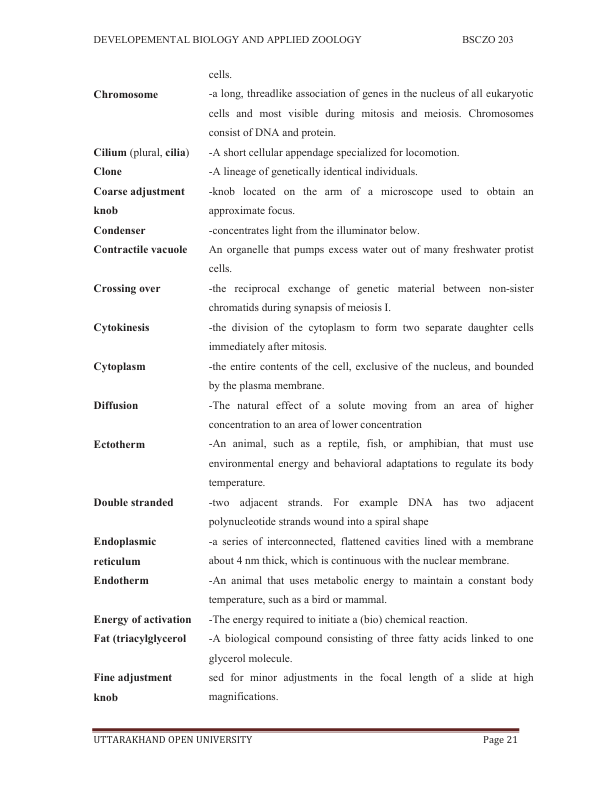 DEVELOPEMENTAL BIOLOGY AND APPLIED ZOOLOGY BSCZO 203
cells.
Chromosome -a long, threadlike association of genes in the nucleus of all eukaryotic
cells and most visible during mitosis and meiosis. Chromosomes
consist of DNA and protein.
Cilium (plural, cilia) -A short cellular appendage specialized for locomotion.
Clone -A lineage of genetically identical individuals.
Coarse adjustment -knob located on the arm of a microscope used to obtain an
knob approximate focus.
Condenser -concentrates light from the illuminator below.
Contractile vacuole An organelle that pumps excess water out of many freshwater protist
cells.
Crossing over -the reciprocal exchange of genetic material between non-sister
chromatids during synapsis of meiosis I.
Cytokinesis -the division of the cytoplasm to form two separate daughter cells
immediately after mitosis.
Cytoplasm -the entire contents of the cell, exclusive of the nucleus, and bounded
by the plasma membrane.
Diffusion -The natural effect of a solute moving from an area of higher
concentration to an area of lower concentration
Ectotherm -An animal, such as a reptile, fish, or amphibian, that must use
environmental energy and behavioral adaptations to regulate its body
temperature.
Double stranded -two adjacent strands. For example DNA has two adjacent
polynucleotide strands wound into a spiral shape
Endoplasmic -a series of interconnected, flattened cavities lined with a membrane
reticulum about 4 nm thick, which is continuous with the nuclear membrane.
Endotherm -An animal that uses metabolic energy to maintain a constant body
temperature, such as a bird or mammal.
Energy of activation -The energy required to initiate a (bio) chemical reaction.
Fat (triacylglycerol -A biological compound consisting of three fatty acids linked to one
glycerol molecule.
Fine adjustment sed for minor adjustments in the focal length of a slide at high
knob magnifications.
UTTARAKHAND OPEN UNIVERSITY Page 21